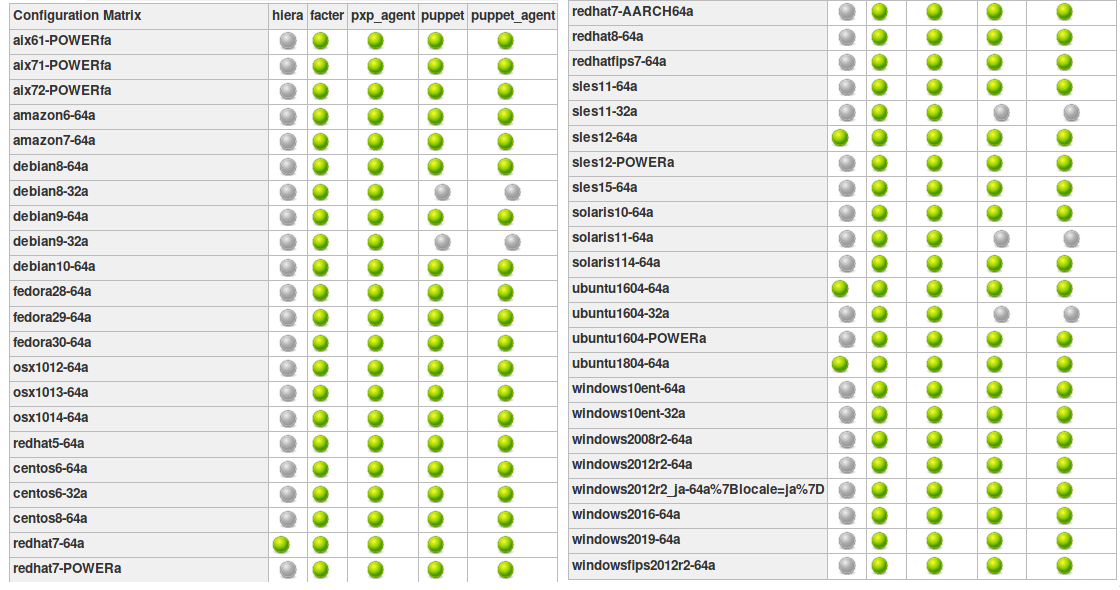 Configuration Matrix hiera facter pxp_agent puppet puppet_agent
aix61-POWERfa
aix71-POWERfa
aix72-POWERfa
amazon6-64a
amazon7-64a
debian8-64a
debian8-32a
debian9-64a
debian9-32a
debian10-64a
fedora28-64a
fedora29-64a
fedora30-64a
osx1012-64a
osx1013-64a
osx1014-64a
redhat5-64a
centos6-64a
centos6-32a
centos8-64a
redhat7-64a
redhat7-POWERa
redhat7-AARCH64a
redhat8-64a
redhatfips7-64a
sles11-64a
sles11-32a
sles12-64a
sles12-POWERa
sles15-64a
solaris10-64a
solaris11-64a
solaris114-64a
ubuntu1604-64a
ubuntu1604-32a
ubuntu1604-POWERa
ubuntu1804-64a
windows10ent-64a
windows10ent-32a
windows2008r2-64a
windows2012r2-64a
windows2012r2_ja-64a%7Blocale=ja%7D
windows2016-64a
windows2019-64a
windowsfips2012r2-64a